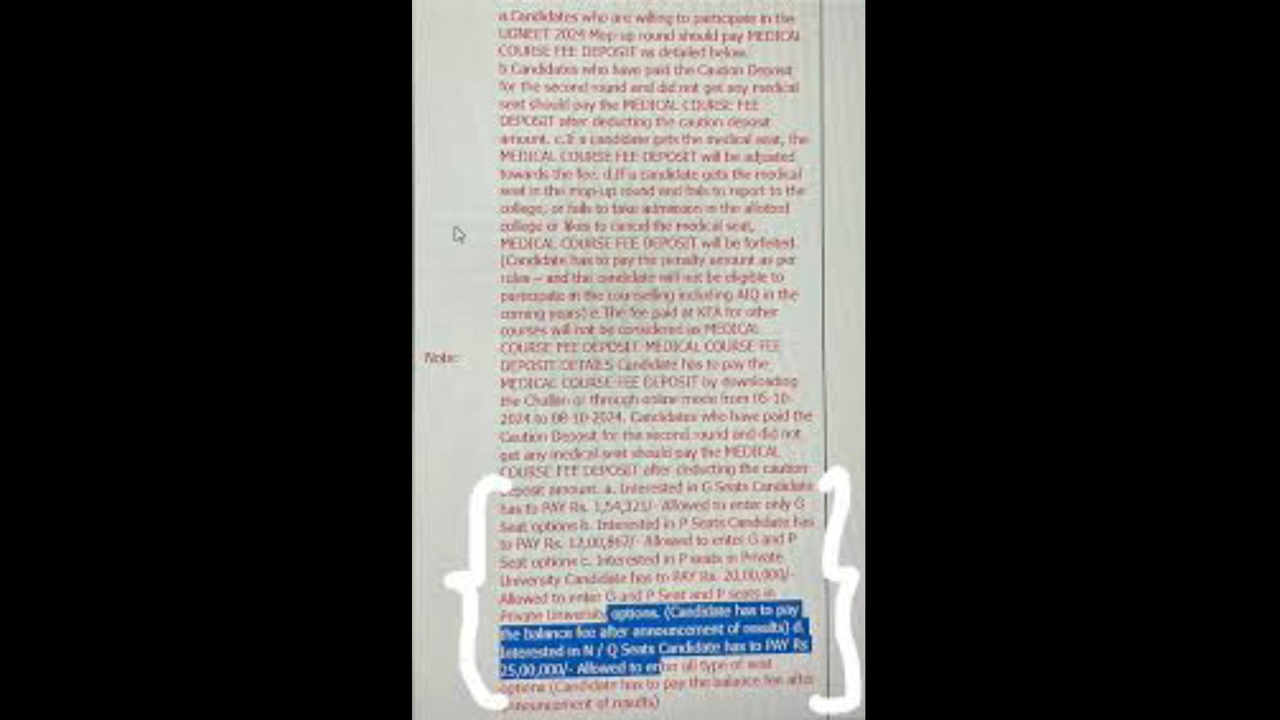 a.Candidates who are willing to participate in the
UGNEET 2024 Mop-up round should pay MEDICAL
COURSE FEE DEPOSIT as detailed below.
b.Candidates who have paid the Caution Deposit
for the second round and did not get any medical
seat should pay the MEDICAL COURSE FEE
DEPOSIT after deducting the caution deposit
amount. c.If a candidate gets the medical seat, the
MEDICAL COURSE FEE DEPOSIT will be adjusted
towards the fee. d.If a candidate gets the medical
seat in the mop-up round and fails to report to the
college, or fails to take admission in the allotted
college or likes to cancel the medical seat,
MEDICAL COURSE FEE DEPOSIT will be forfeited.
(Candidate has to pay the penalty amount as per
rules – and the candidate will not be eligible to
participate in the counselling including AIQ in the
coming years) e.The fee paid at KEA for other
courses will not be considered as MEDICAL
Note:
COURSE FEE DEPOSIT. MEDICAL COURSE FEE
DEPOSIT DETAILS Candidate has to pay the
MEDICAL COURSE FEE DEPOSIT by downloading
the Challan or through online mode from 05-10-
2024 to 08-10-2024. Candidates who have paid the
Caution Deposit for the second round and did not
get any medical seat should pay the MEDICAL
COURSE FEE DEPOSIT after deducting the caution
deposit amount. a. Interested in G Seats Candidate
has to PAY Rs. 1,54,321/- Allowed to enter only G
Seat options b. Interested in P Seats Candidate has
to PAY Rs. 12,00,867/- Allowed to enter G and P
Seat options c. Interested in P seats in Private
University Candidate has to PAY Rs. 20,00,000/-
Allowed to enter G and P Seat and P seats in
Private University options. (Candidate has to pay
the balance fee after announcement of results) d.
Interested in N / Q Seats Candidate has to PAY Rs
25,00,000/- Allowed to enter all type of seat
options (Candidate has to pay the balance fee after
announcement of results)